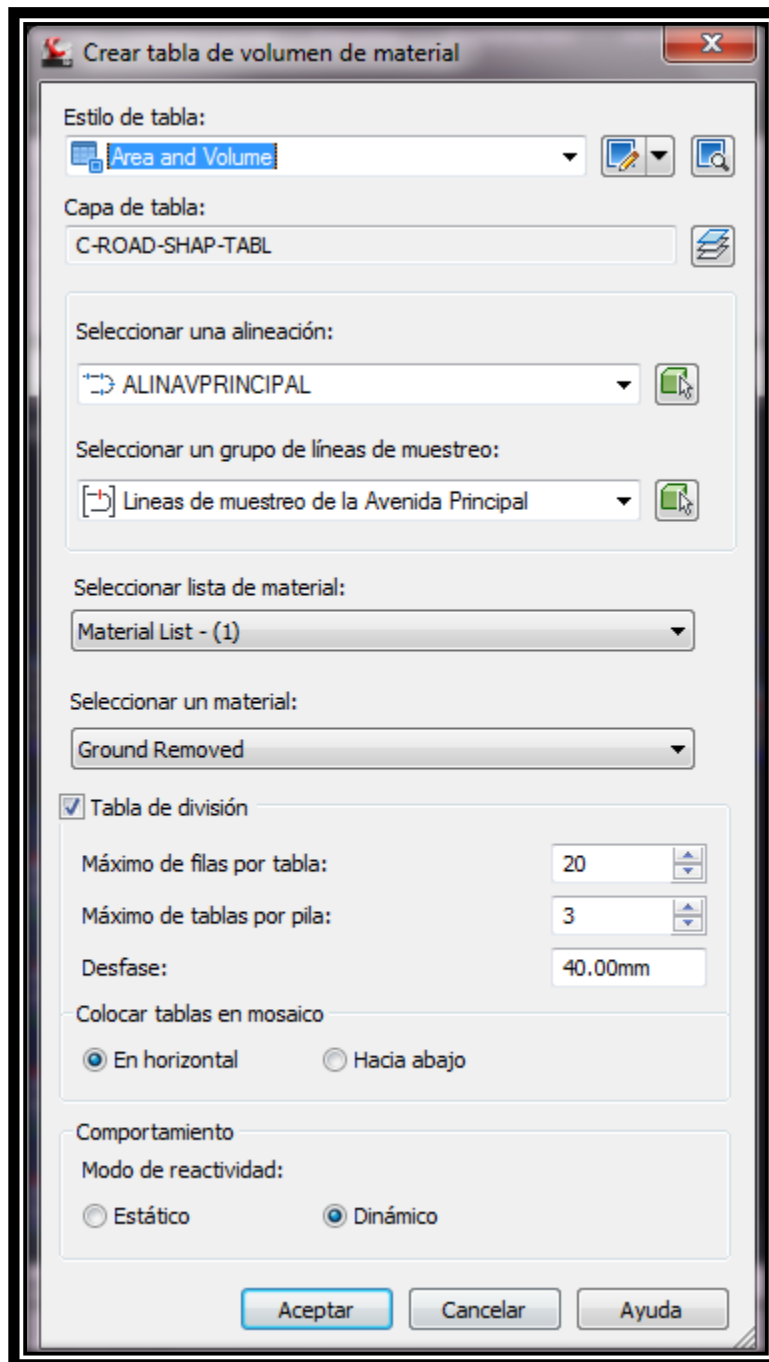 Crear tabla de volumen de material
Estilo de tabla:
Area and Volume
Capa de tabla:
C-ROAD-SHAP-TABL
Seleccionar una alineación:
ALINAVPRINCIPAL
Seleccionar un grupo de líneas de muestreo:
Lineas de muestreo de la Avenida Principal
Seleccionar lista de material:
Material List - (1)
Seleccionar un material:
Ground Removed
Tabla de división
Máximo de filas por tabla: 20
Máximo de tablas por pila: 3
Desfase: 40.00mm
Colocar tablas en mosaico
En horizontal Hacia abajo
Comportamiento
Modo de reactividad:
Estático Dinámico
Aceptar Cancelar Ayuda